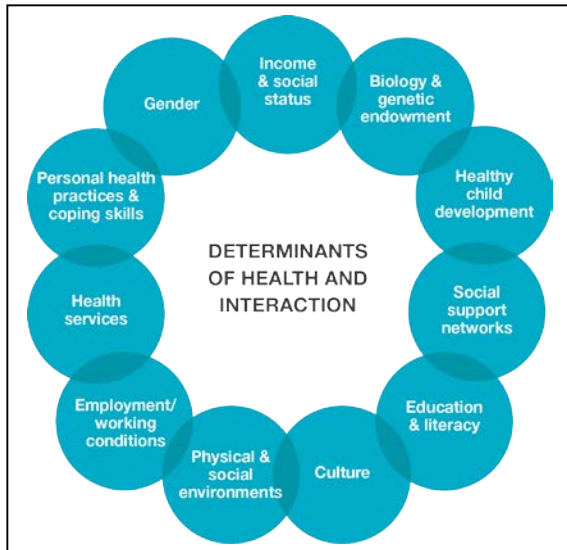 Income
& social
status
Biology &
genetic
endowment
Healthy
child
development
Social
support
networks
Education
& literacy
Culture
Physical &
social
environments
Employment/
working
conditions
Health
services
Personal health
practices &
coping skills
Gender
DETERMINANTS
OF HEALTH AND
INTERACTION